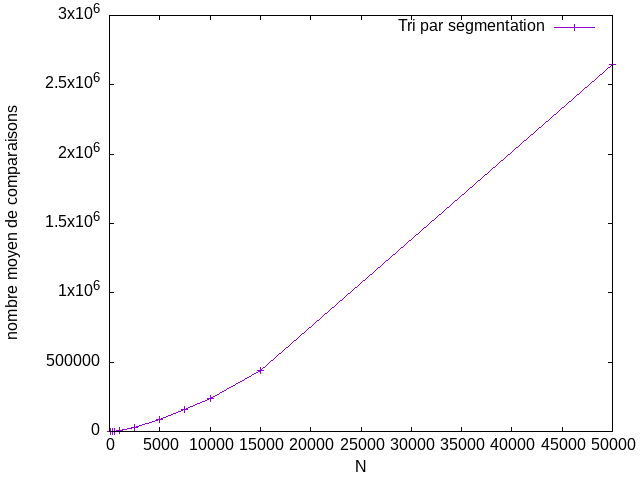 3x10^6
Tri par segmentation
2.5x10^6
2x10^6
1.5x10^6
1x10^6
500000
0
nombre moyen de comparaisons
0 5000 10000 15000 20000 25000 30000 35000 40000 45000 50000
N